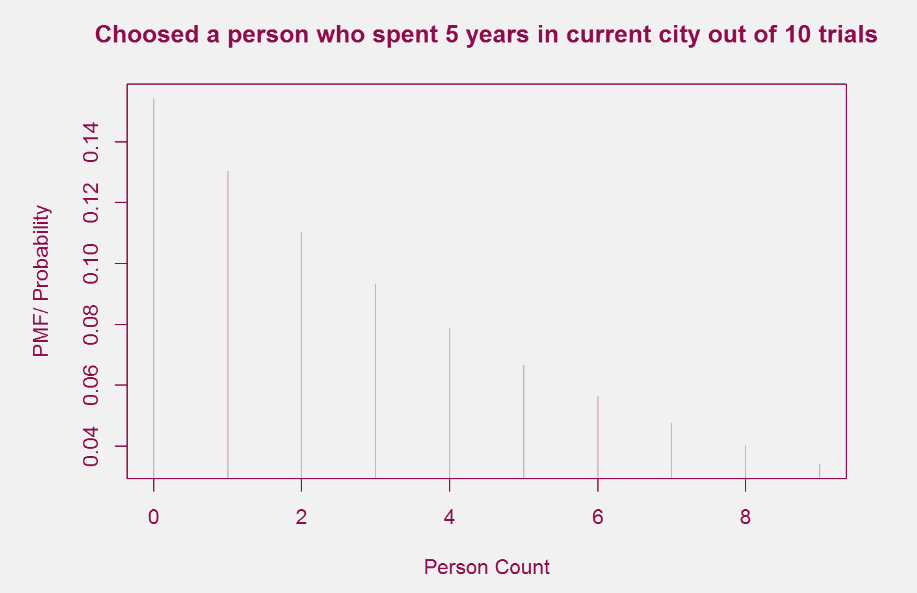 Choosed a person who spent 5 years in current city out of 10 trials
PMF/ Probability
0.14
0.12
0.10
0.08
0.06
0.04
0 2 4 6 8
Person Count